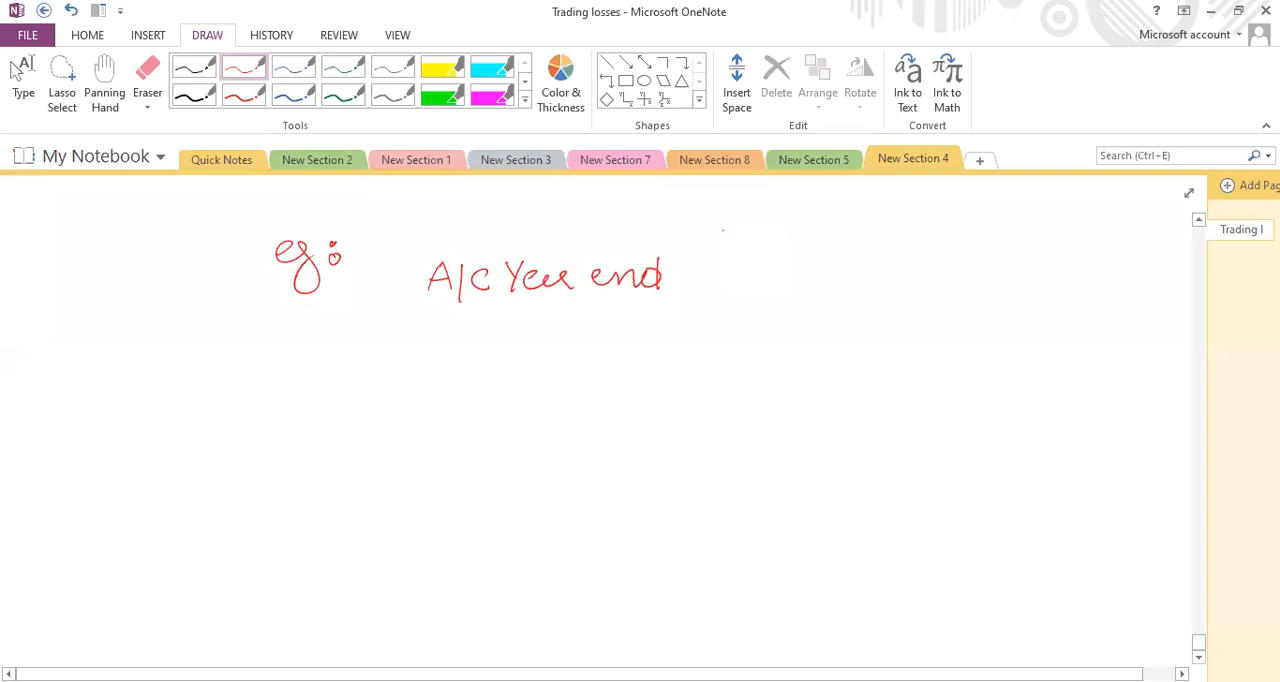 Trading losses - Microsoft OneNote
?
FILE HOME INSERT DRAW HISTORY REVIEW VIEW
Microsoft account
Type
Lasso Select
Panning Hand
Eraser
Color & Thickness
Insert Space
Delete
Arrange
Rotate
Ink to Text
Ink to Math
Tools Shapes Edit Convert
My Notebook Quick Notes New Section 2 New Section 1 New Section 3 New Section 7 New Section 8 New Section 5 New Section 4
Search (Ctrl+E)
Add Pag
Trading l
eg:
A/C Year end